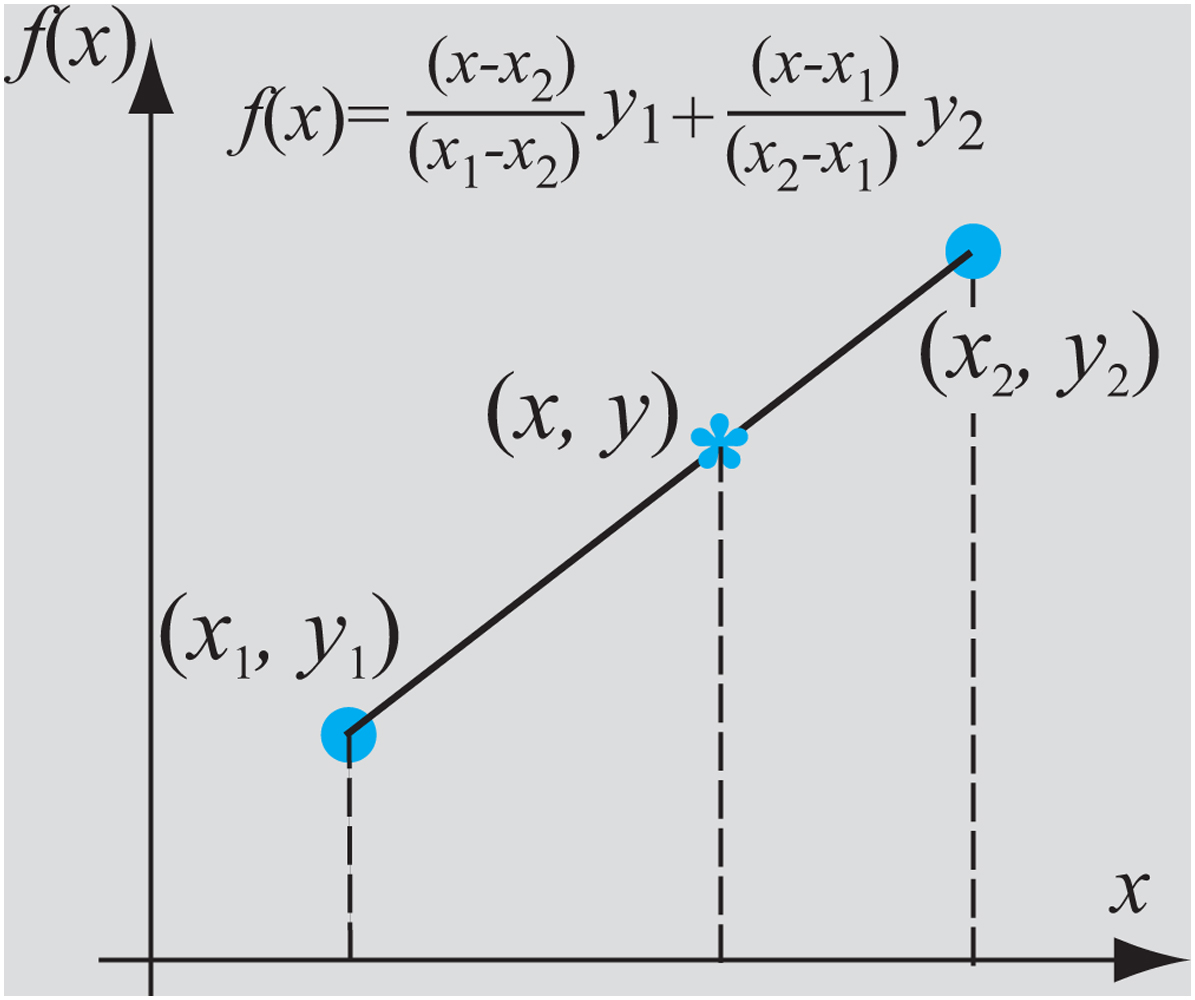 f(x)
f(x)= (x-x₂)/(x₁-x₂) y₁ + (x-x₁)/(x₂-x₁) y₂
(x₂, y₂)
(x, y)
(x₁, y₁)
x